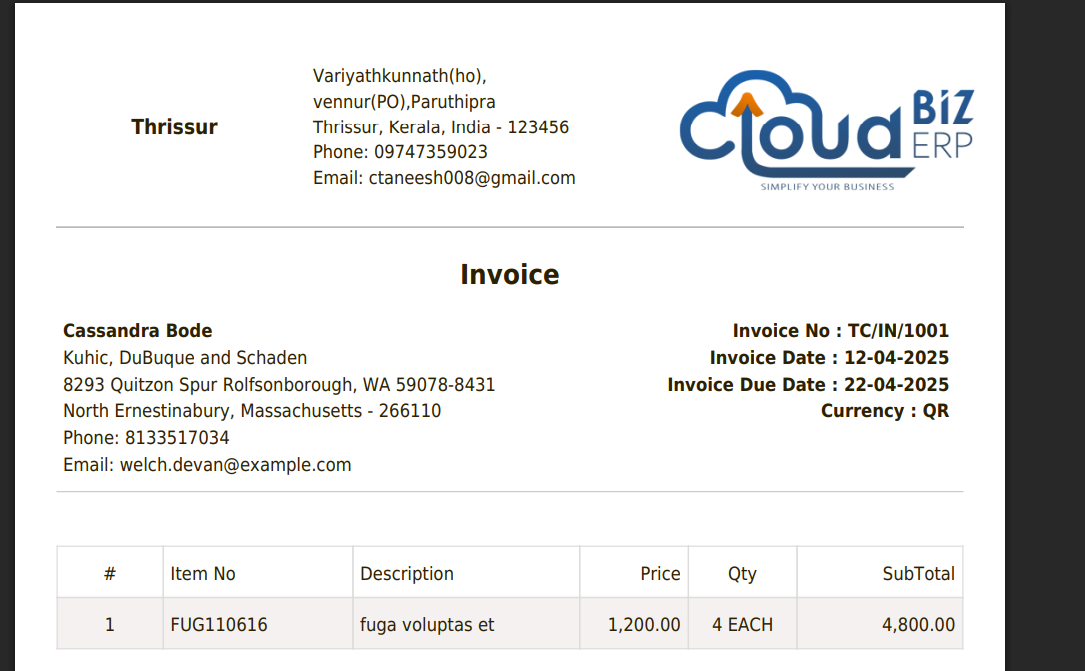 Thrissur
Variyathkunnath(ho),
vennur(PO),Paruthipra
Thrissur, Kerala, India - 123456
Phone: 09747359023
Email: ctaneesh008@gmail.com
Cloud BiZ ERP
SIMPLIFY YOUR BUSINESS
Invoice
Cassandra Bode
Kuhic, DuBuque and Schaden
8293 Quitzon Spur Rolfsonborough, WA 59078-8431
North Ernestinabury, Massachusetts - 266110
Phone: 8133517034
Email: welch.devan@example.com
Invoice No : TC/IN/1001
Invoice Date : 12-04-2025
Invoice Due Date : 22-04-2025
Currency : QR
# Item No Description Price Qty SubTotal
1 FUG110616 fuga voluptas et 1,200.00 4 EACH 4,800.00